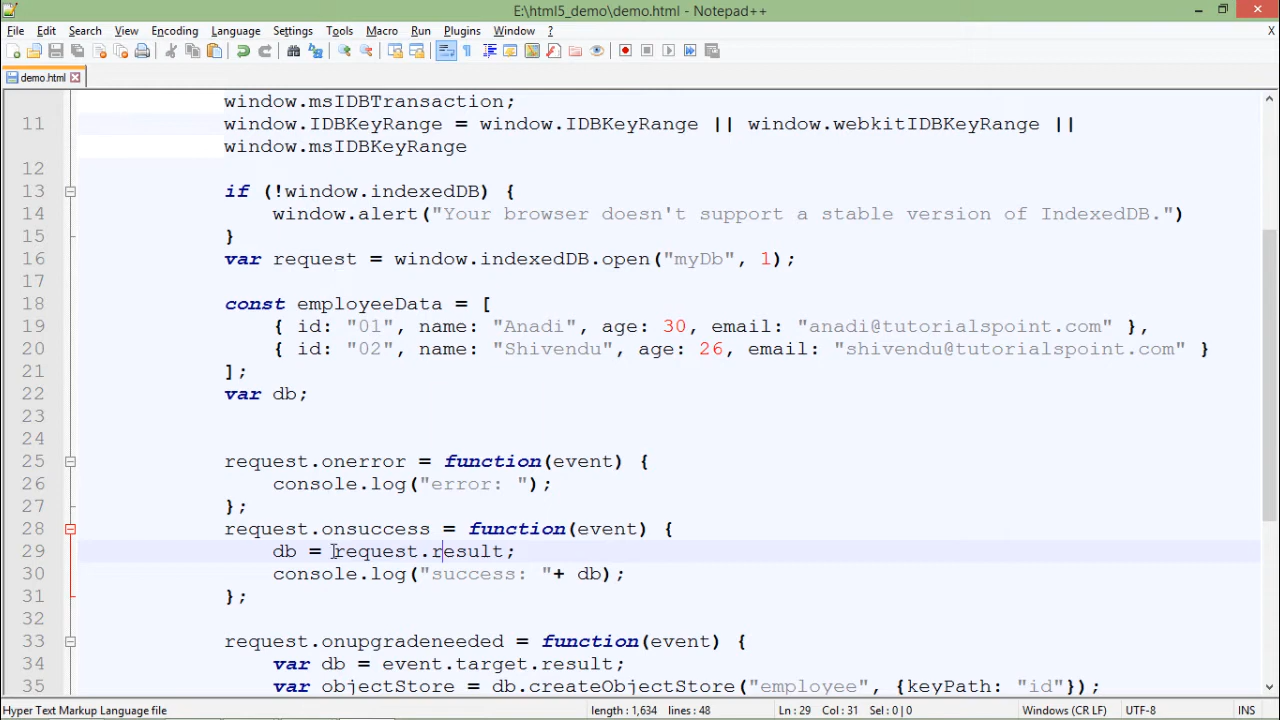 E:\html5_demo\demo.html - Notepad++
File Edit Search View Encoding Language Settings Tools Macro Run Plugins Window ? X
demo.html
window.msIDBTransaction;
11 window.IDBKeyRange = window.IDBKeyRange || window.webkitIDBKeyRange ||
window.msIDBKeyRange
12
13 if (!window.indexedDB) {
14 window.alert("Your browser doesn't support a stable version of IndexedDB.")
15 }
16 var request = window.indexedDB.open("myDb", 1);
17
18 const employeeData = [
19 { id: "01", name: "Anadi", age: 30, email: "anadi@tutorialspoint.com" },
20 { id: "02", name: "Shivendu", age: 26, email: "shivendu@tutorialspoint.com" }
21 ];
22 var db;
23
24
25 request.onerror = function(event) {
26 console.log("error: ");
27 };
28 request.onsuccess = function(event) {
29 db = request.result;
30 console.log("success: "+ db);
31 };
32
33 request.onupgradeneeded = function(event) {
34 var db = event.target.result;
35 var objectStore = db.createObjectStore("employee", {keyPath: "id"});
Hyper Text Markup Language file length : 1,634 lines : 48 Ln : 29 Col : 31 Sel : 0 | 0 Windows (CR LF) UTF-8 INS